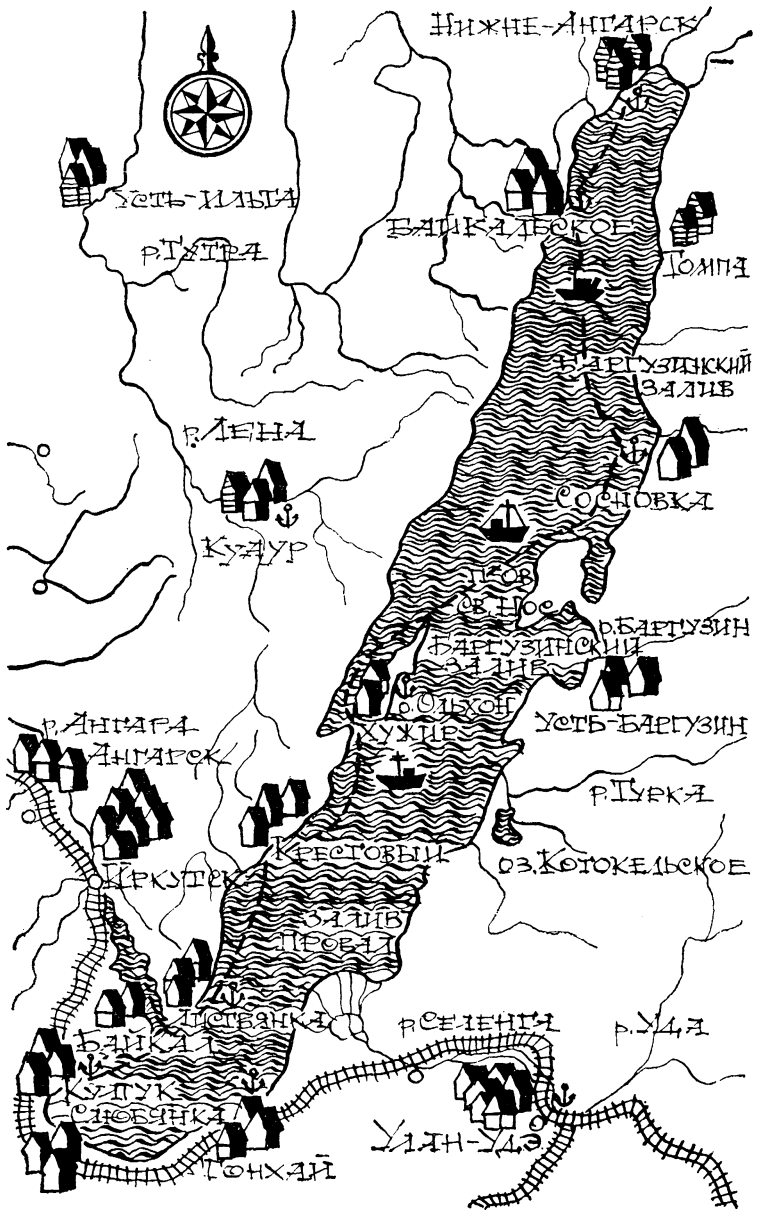 НИЖНЕ-АНГАРСК
УСТЬ-ИЛЬГА
БАЙКАЛЬСКОЕ
р. ТУТРА
ТОМПА
БАРГУЗИНСКИЙ
ЗАЛИВ
р. ЛЕНА
СОСНОВКА
КУДУР
П-ОВ
СВ. НОС
р. БАРГУЗИН
БАРГУЗИНСКИЙ
ЗАЛИВ
о. ОЛЬХОН
УСТЬ-БАРГУЗИН
р. АНГАРА
ХУЖИР
АНГАРСК
р. ТУРКА
КРЕСТОВЫЙ
оз. КОТОКЕЛЬСКОЕ
ИРКУТСК
ЗАЛИВ
ПРОВАЛ
ЛИСТВЯНКА
р. СЕЛЕНГА
р. УДА
БАЙКАЛ
КУЛТУК
СЛЮДЯНКА
УЛАН-УДЭ
ТОНХАЙ